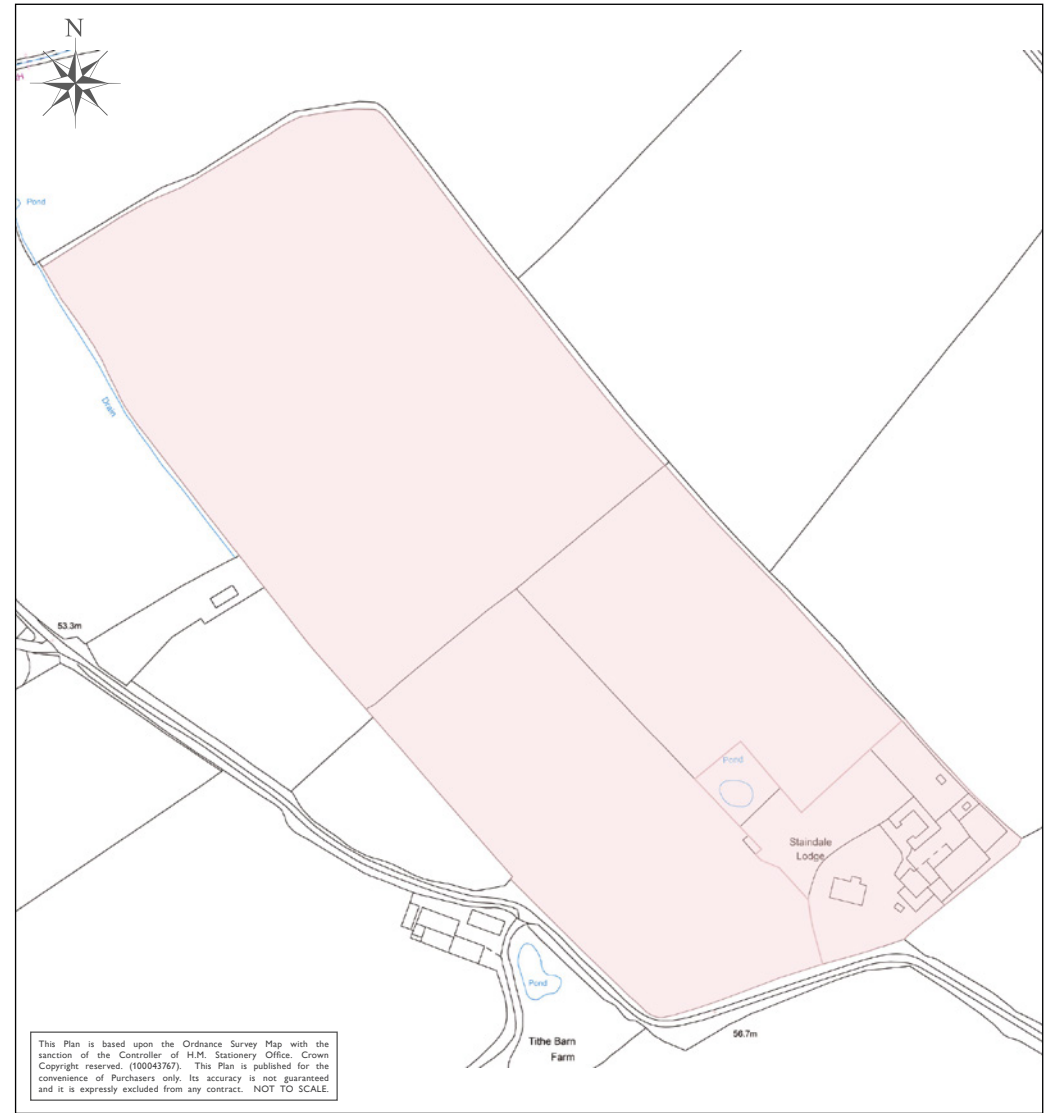 N
Pond
Drain
53.3m
Pond
Staindale
Lodge
Pond
Tithe Barn
Farm
56.7m
This Plan is based upon the Ordnance Survey Map with the
sanction of the Controller of H.M. Stationery Office. Crown
Copyright reserved. (100043767). This Plan is published for the
convenience of Purchasers only. Its accuracy is not guaranteed
and it is expressly excluded from any contract. NOT TO SCALE.